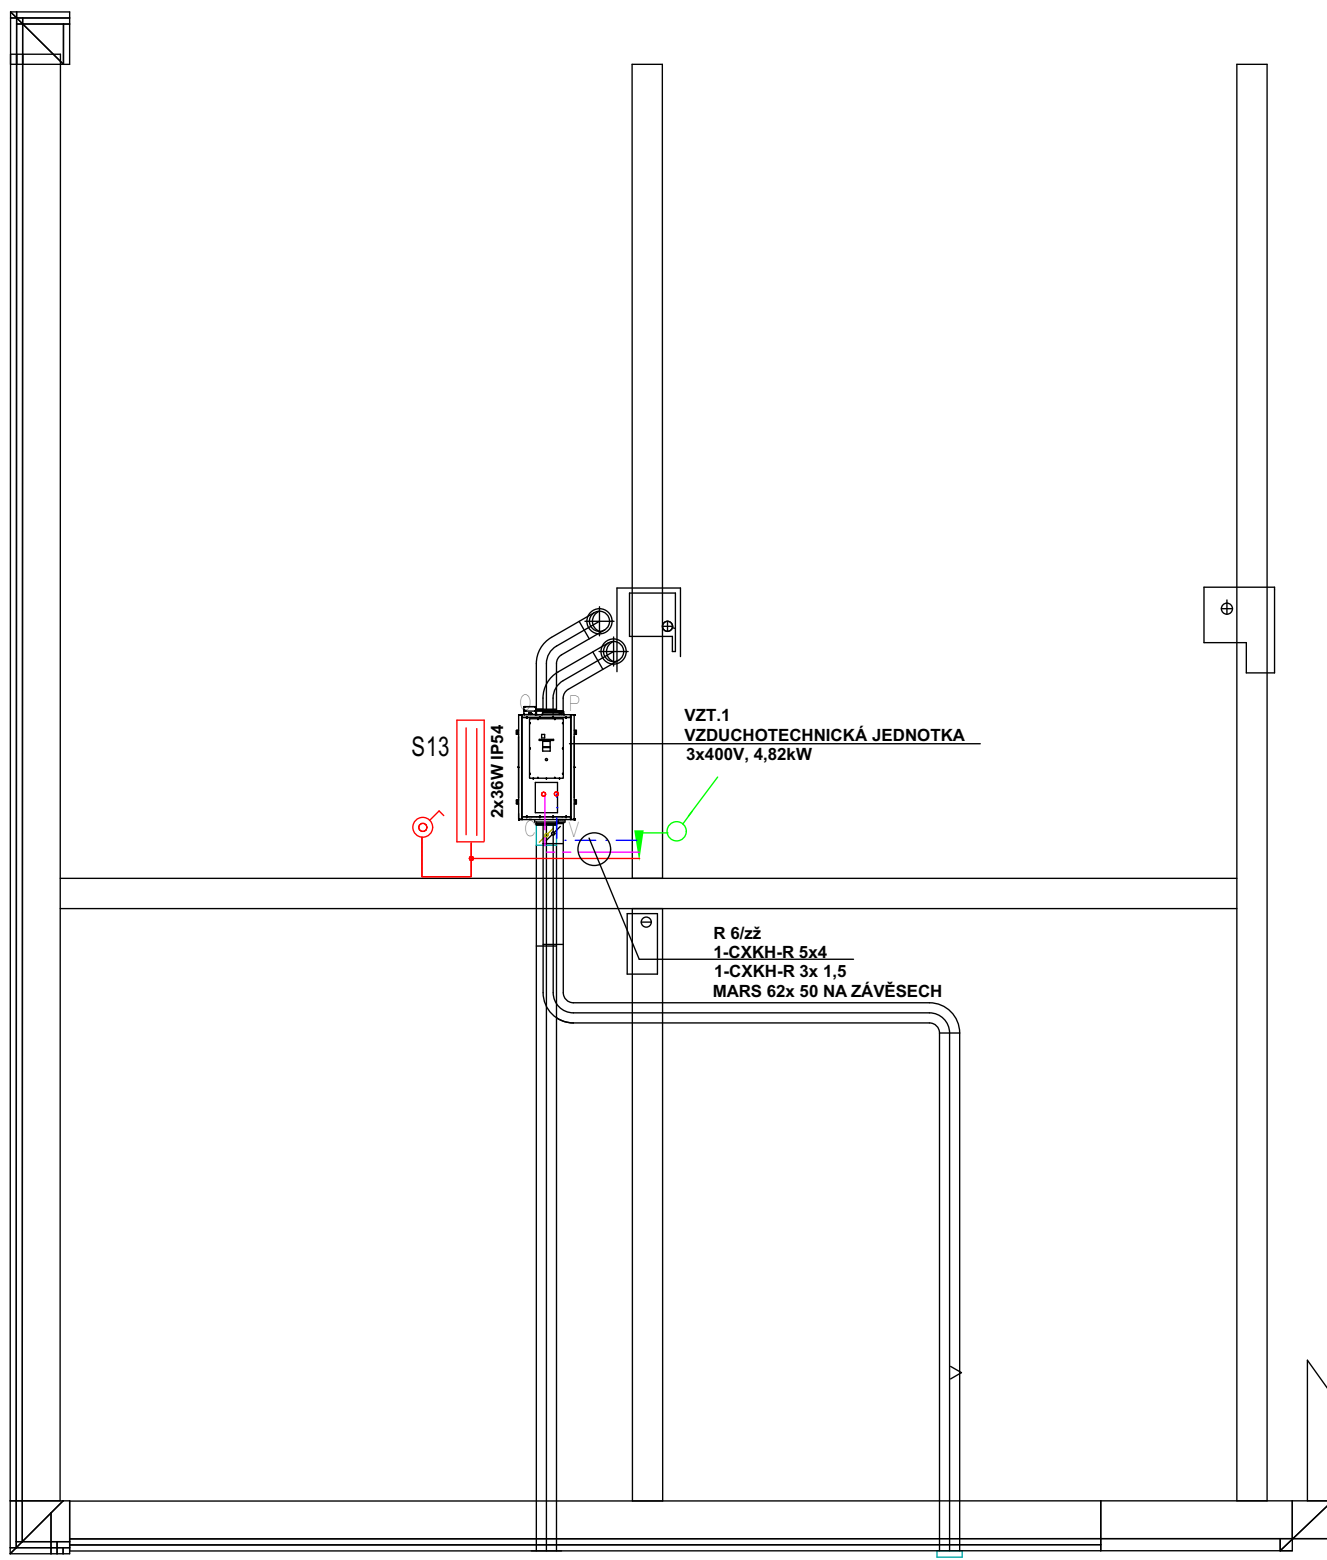 O P
VZT.1
VZDUCHOTECHNICKÁ JEDNOTKA
3x400V, 4,82kW
S13
2x36W IP54
O V
R 6/zž
1-CXKH-R 5x4
1-CXKH-R 3x 1,5
MARS 62x 50 NA ZÁVĚSECH